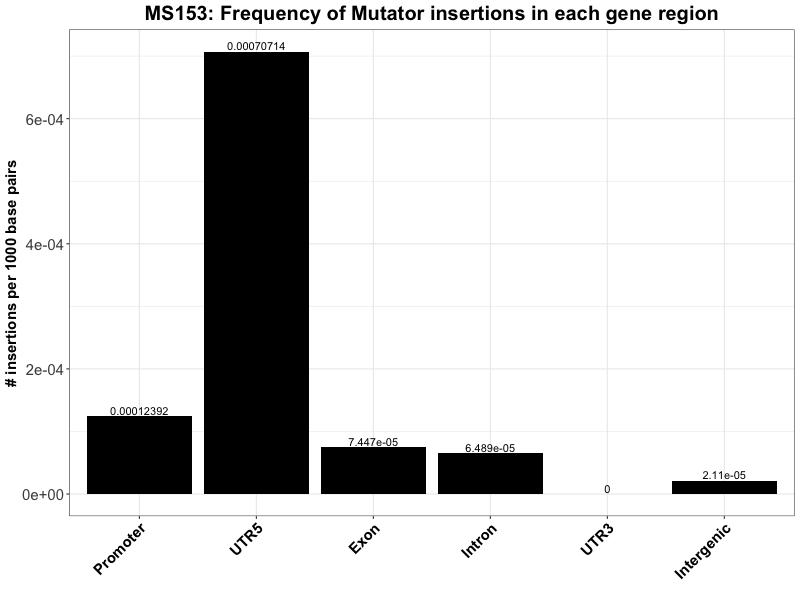 MS153: Frequency of Mutator insertions in each gene region
# insertions per 1000 base pairs
6e-04
4e-04
2e-04
0e+00
0.00012392
0.00070714
7.447e-05
6.489e-05
0
2.11e-05
Promoter
UTR5
Exon
Intron
UTR3
Intergenic